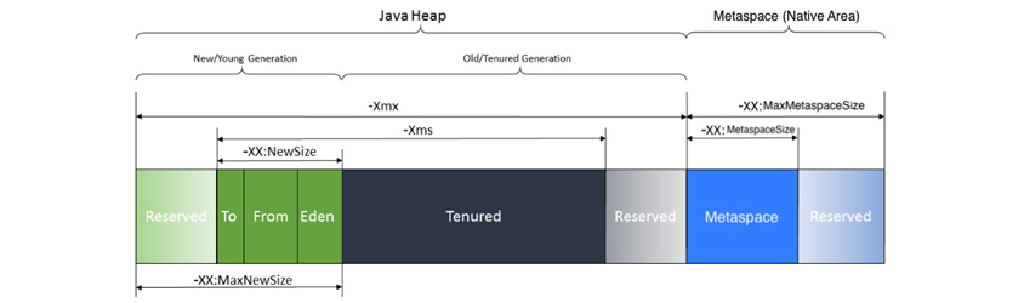 Java Heap
Metaspace (Native Area)
New/Young Generation
Old/Tenured Generation
-Xmx
-XX:MaxMetaspaceSize
-Xms
-XX:MetaspaceSize
-XX:NewSize
Reserved
To
From
Eden
Tenured
Reserved
Metaspace
Reserved
-XX:MaxNewSize